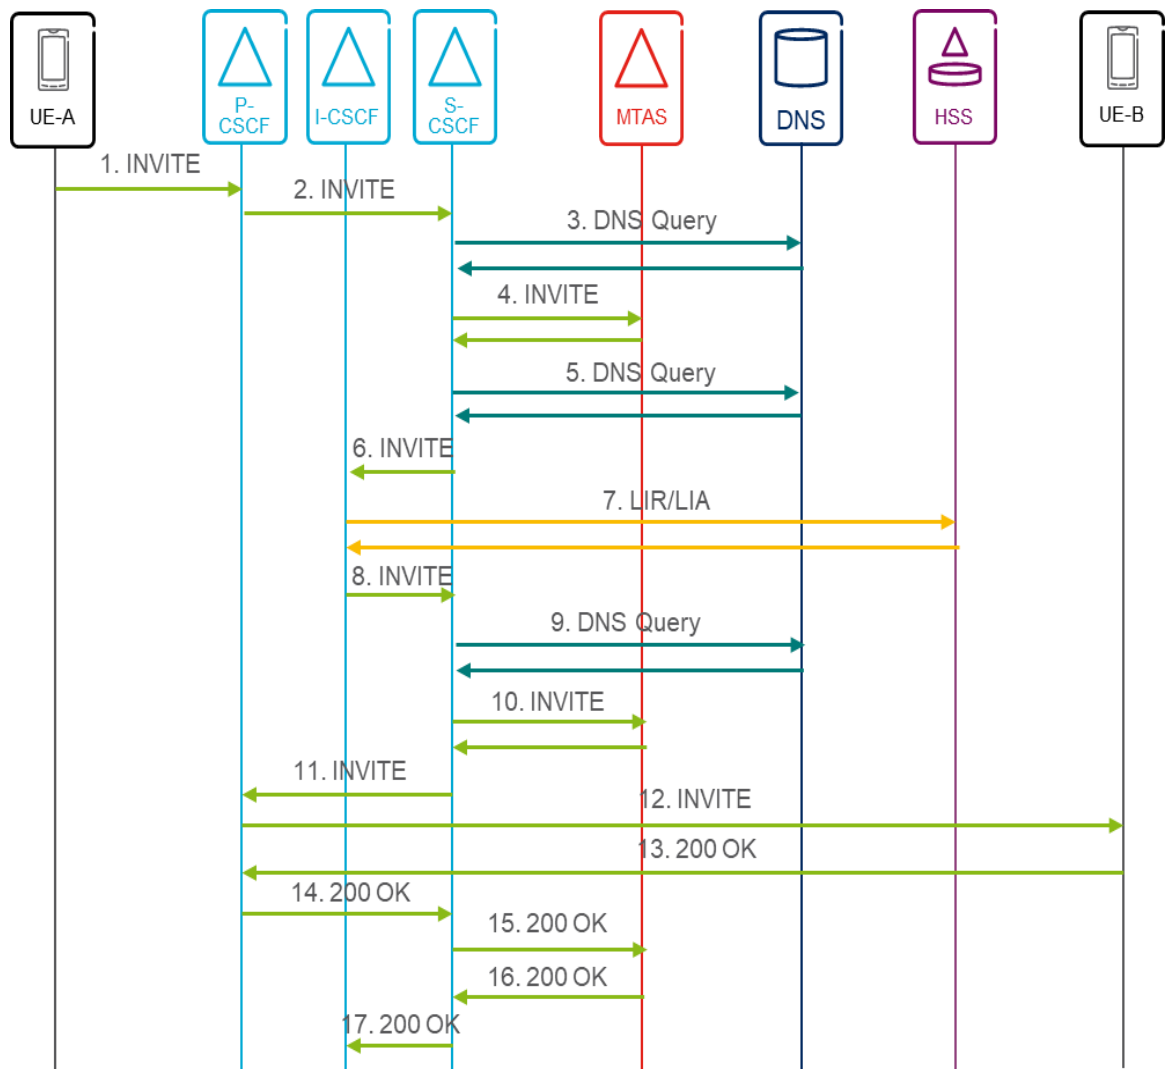 UE-A
P-
CSCF
I-CSCF
S-
CSCF
MTAS
DNS
HSS
UE-B
1. INVITE
2. INVITE
3. DNS Query
4. INVITE
5. DNS Query
6. INVITE
7. LIR/LIA
8. INVITE
9. DNS Query
10. INVITE
11. INVITE
12. INVITE
13. 200 OK
14. 200 OK
15. 200 OK
16. 200 OK
17. 200 OK